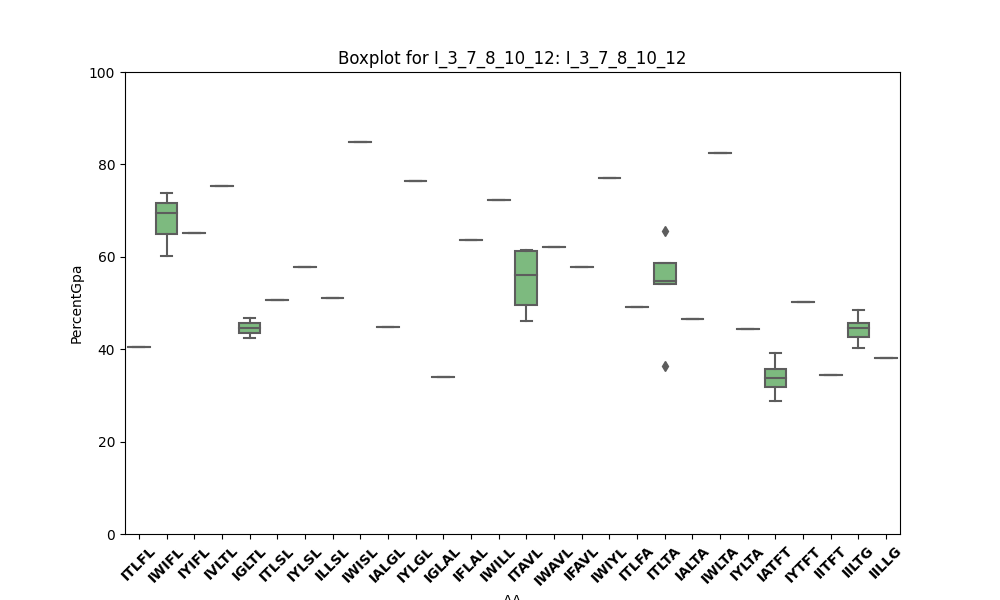 Boxplot for I_3_7_8_10_12: I_3_7_8_10_12
100
80
60
40
20
0
PercentGpa
ITLFL
IWIFL
IYIFL
IVLTL
IGLTL
ITLSL
IYLSL
ILLSL
IWISL
IALGL
IYLGL
IGLAL
IFLAL
IWILL
ITAVL
IWAVL
IFAVL
IWIYL
ITLFA
ITLTA
IALTA
IWLTA
IYLTA
IATFT
IYTFT
IITFT
IILTG
IILLG
AA